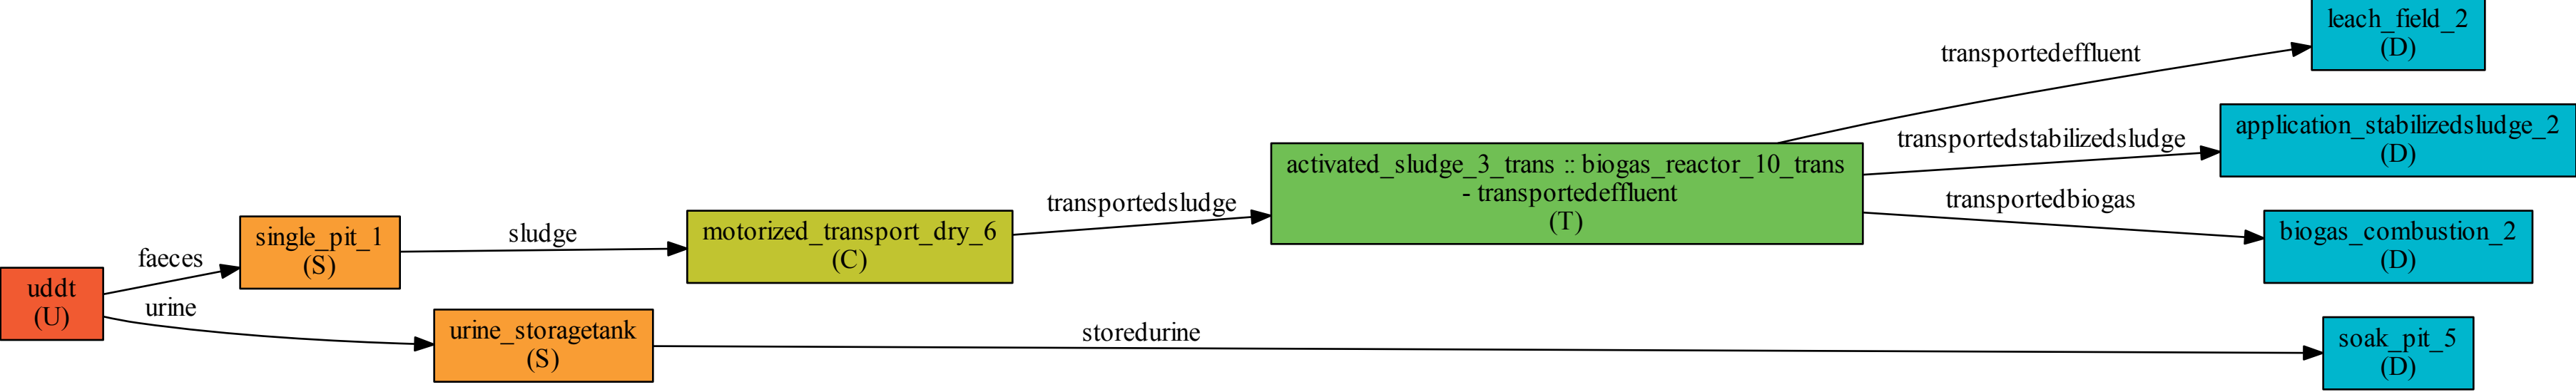 uddt
(U)
faeces
urine
single_pit_1
(S)
urine_storagetank
(S)
sludge
motorized_transport_dry_6
(C)
transportedsludge
storedurine
activated_sludge_3_trans :: biogas_reactor_10_trans
- transportedeffluent
(T)
transportedeffluent
transportedstabilizedsludge
transportedbiogas
leach_field_2
(D)
application_stabilizedsludge_2
(D)
biogas_combustion_2
(D)
soak_pit_5
(D)